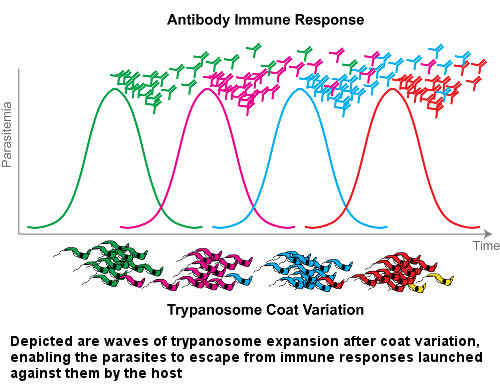 Antibody Immune Response
Parasitemia
Time
Trypanosome Coat Variation
Depicted are waves of trypanosome expansion after coat variation,
enabling the parasites to escape from immune responses launched
against them by the host